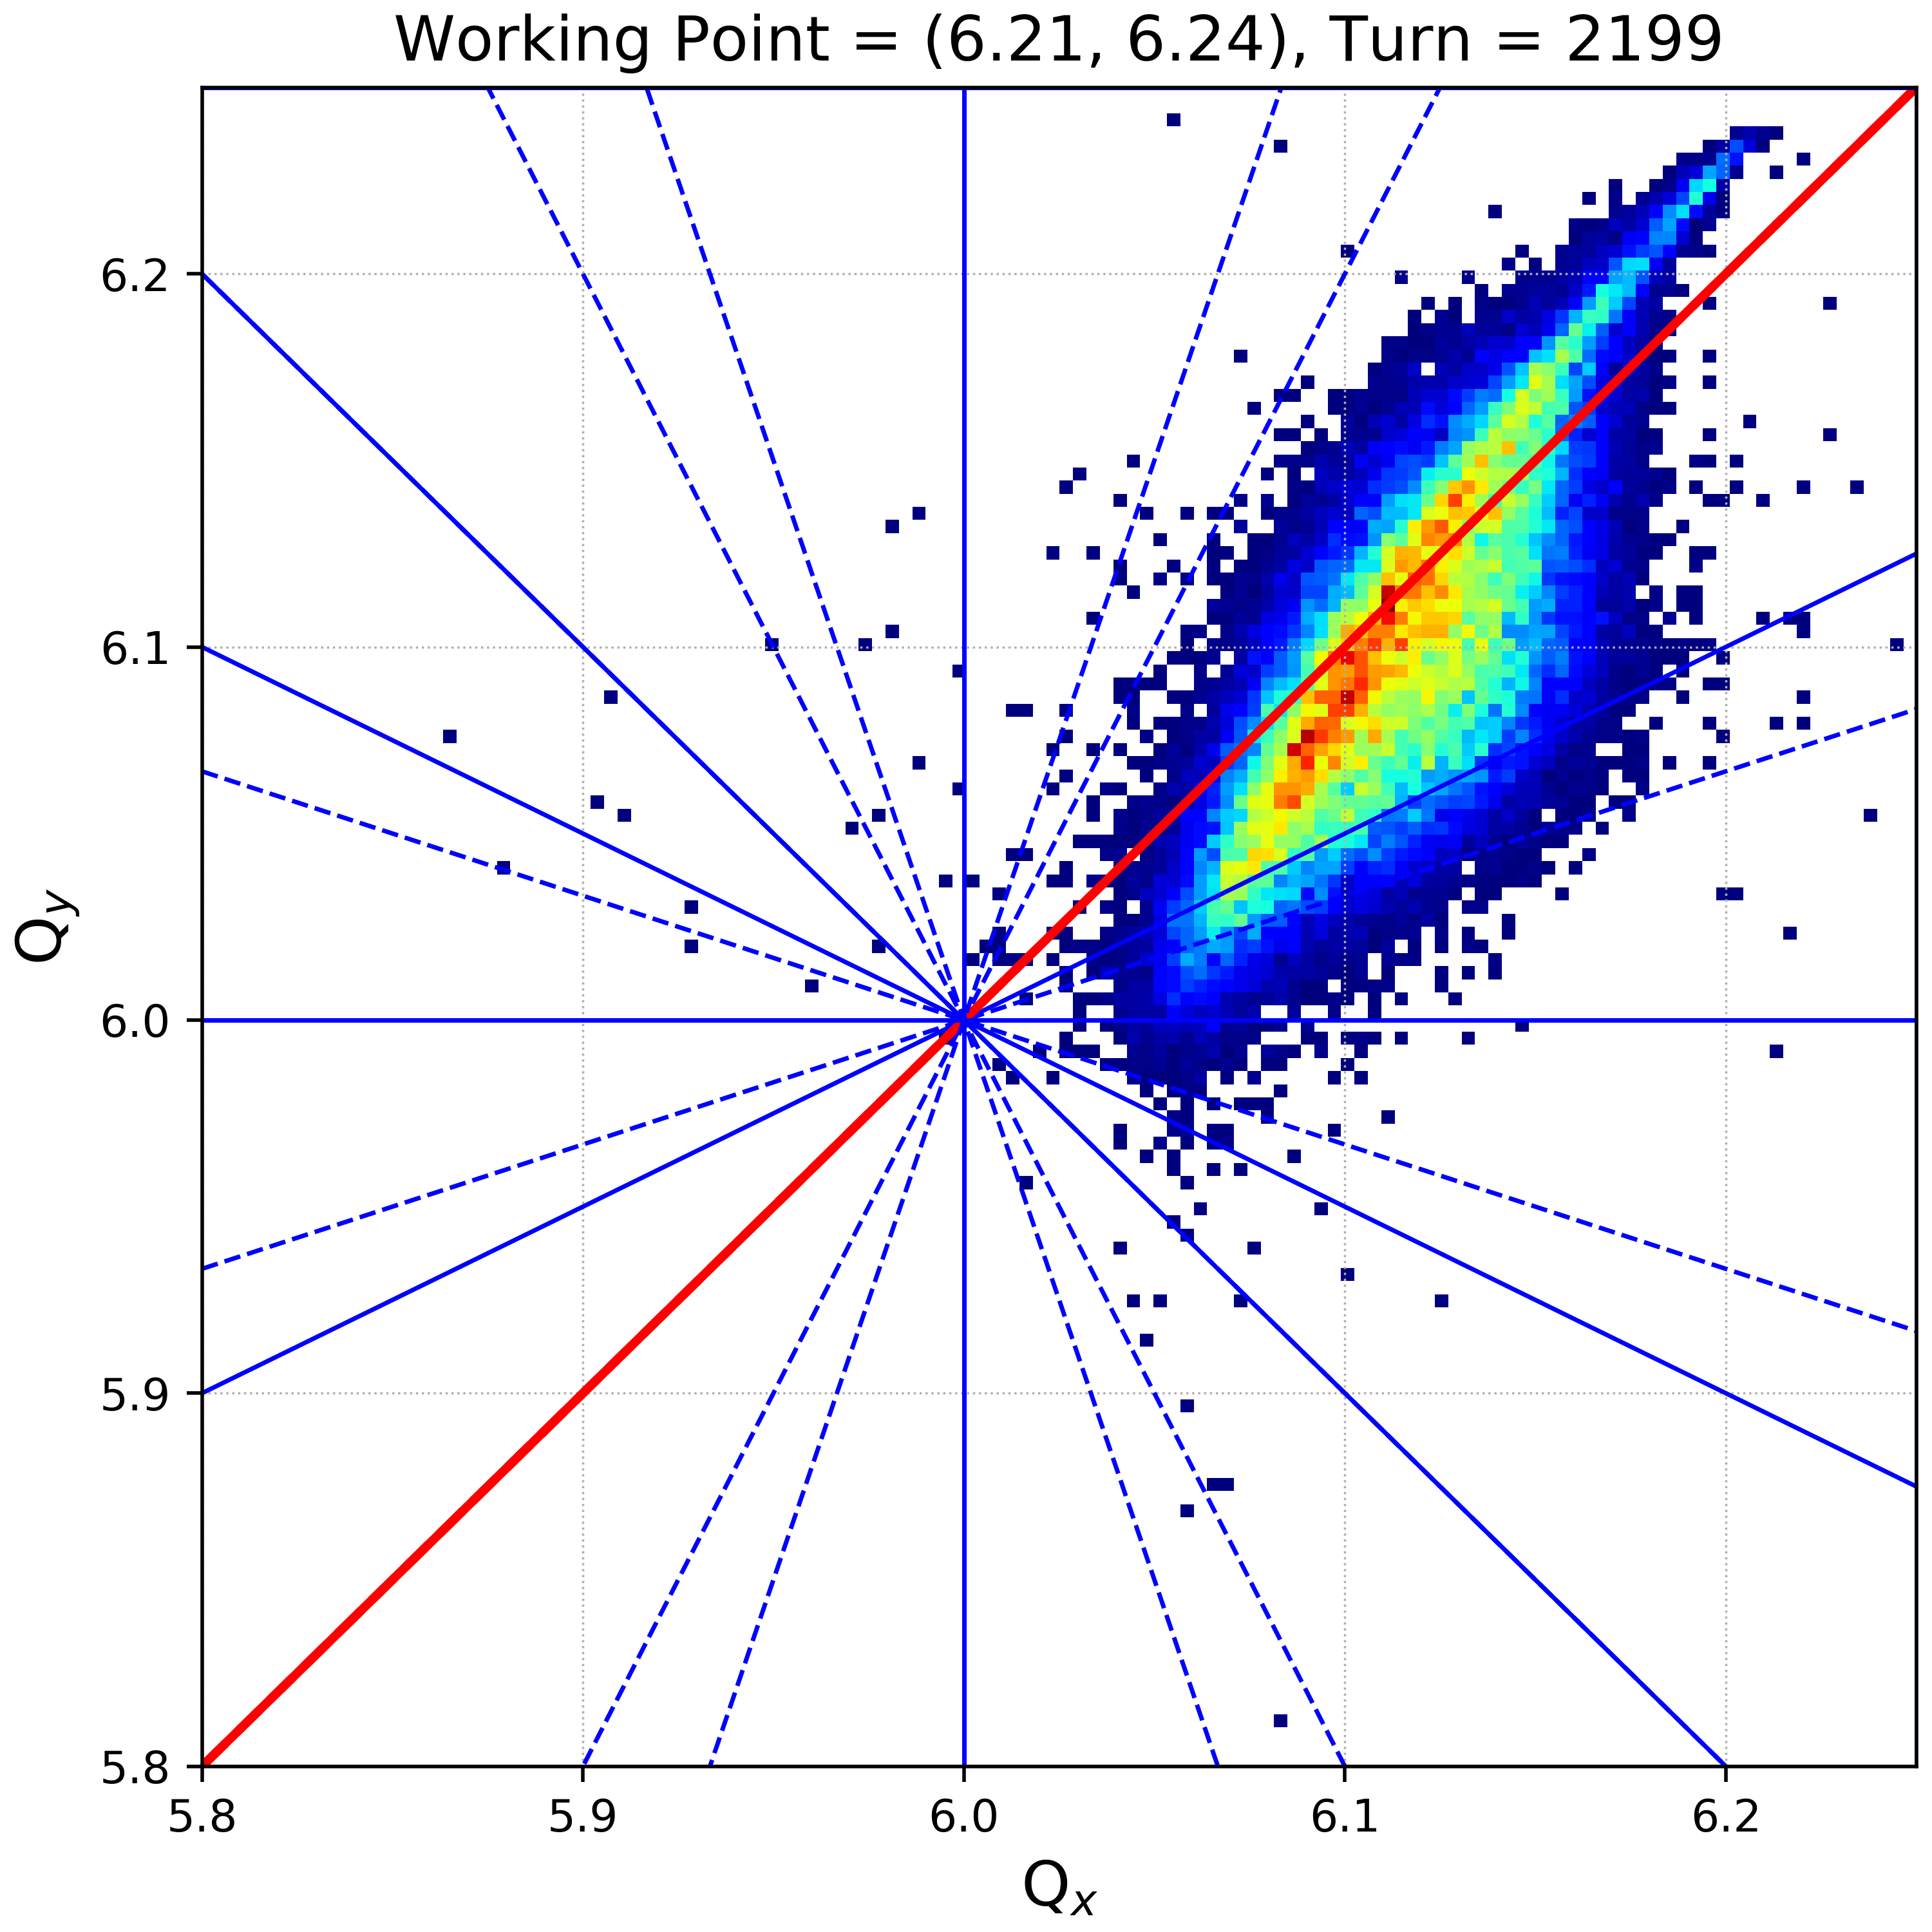 Working Point = (6.21, 6.24), Turn = 2199
6.2
6.1
6.0
5.9
5.8
Qy
5.8 5.9 6.0 6.1 6.2
Qx